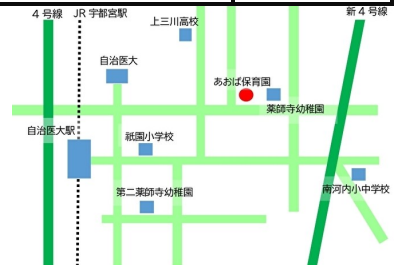 4号線
JR宇都宮駅
新4号線
上三川高校
自治医大
あおば保育園
薬師寺幼稚園
自治医大駅
祇園小学校
南河内小中学校
第二薬師寺幼稚園